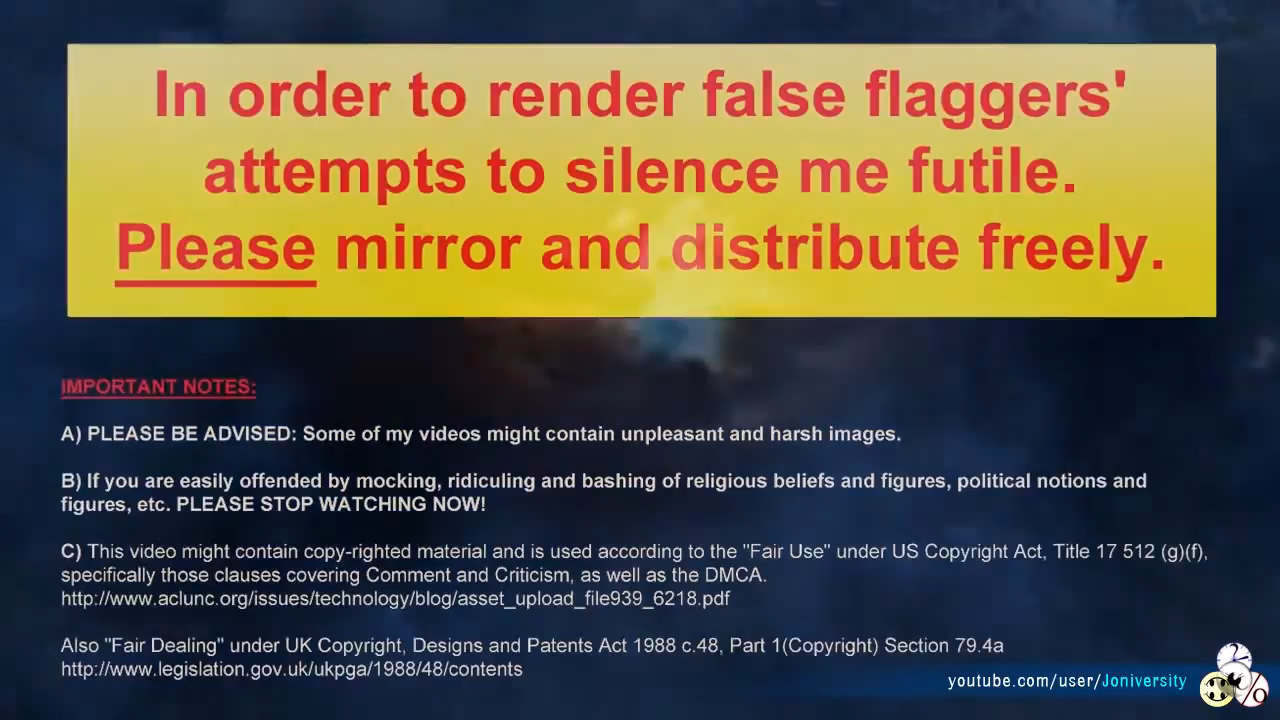 In order to render false flaggers'
attempts to silence me futile.
Please mirror and distribute freely.
IMPORTANT NOTES:
A) PLEASE BE ADVISED: Some of my videos might contain unpleasant and harsh images.
B) If you are easily offended by mocking, ridiculing and bashing of religious beliefs and figures, political notions and
figures, etc. PLEASE STOP WATCHING NOW!
C) This video might contain copy-righted material and is used according to the "Fair Use" under US Copyright Act, Title 17 512 (g)(f),
specifically those clauses covering Comment and Criticism, as well as the DMCA.
http://www.aclunc.org/issues/technology/blog/asset_upload_file939_6218.pdf
Also "Fair Dealing" under UK Copyright, Designs and Patents Act 1988 c.48, Part 1(Copyright) Section 79.4a
http://www.legislation.gov.uk/ukpga/1988/48/contents
youtube.com/user/Joniversity